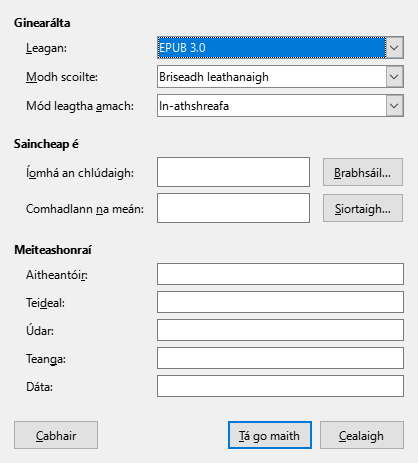 Ginearálta
Leagan: EPUB 3.0
Modh scoilte: Briseadh leathanaigh
Mód leagtha amach: In-athshreafa
Saincheap é
Íomhá an chlúdaigh: Brabhsáil...
Comhadlann na meán: Siortaigh...
Meiteashonraí
Aitheantóir:
Teideal:
Údar:
Teanga:
Dáta:
Cabhair Tá go maith Cealaigh